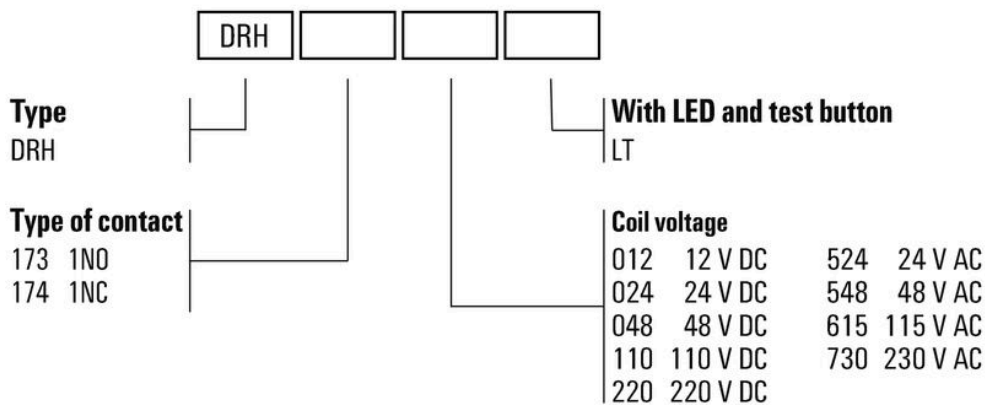 DRH
Type
DRH
With LED and test button
LT
Type of contact
173 1NO
174 1NC
Coil voltage
012 12 V DC 524 24 V AC
024 24 V DC 548 48 V AC
048 48 V DC 615 115 V AC
110 110 V DC 730 230 V AC
220 220 V DC